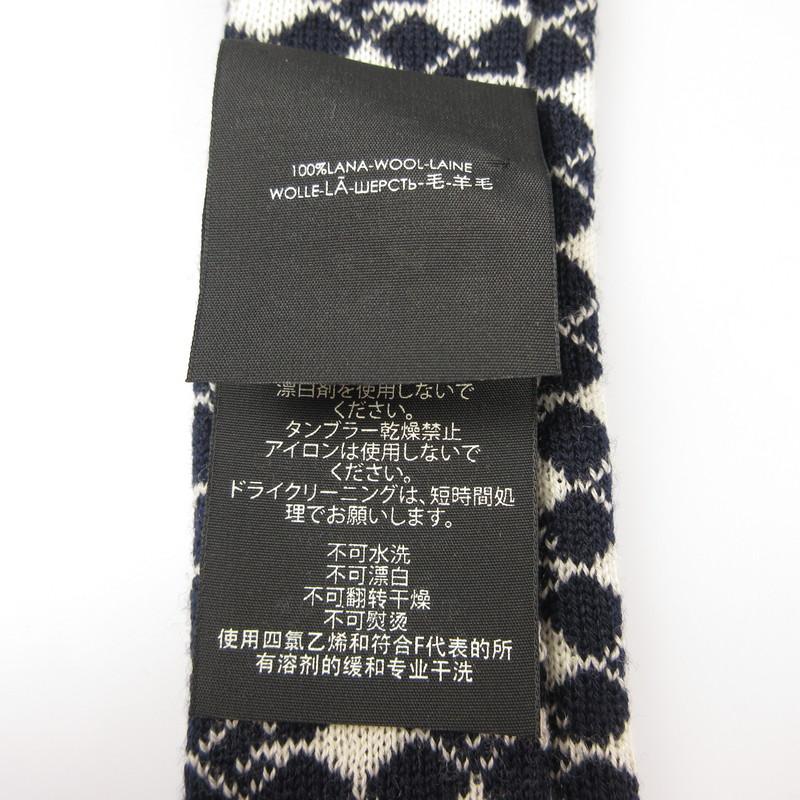 100%LANA-WOOL-LAINE
WOLLE-LÃ-ШЕРСТЬ-毛-羊毛
漂白剤を使用しないで
ください。
タンブラー乾燥禁止
アイロンは使用しないで
ください。
ドライクリーニングは、短時間処
理でお願いします。
不可水洗
不可漂白
不可翻转干燥
不可熨烫
使用四氯乙烯和符合F代表的所
有溶剂的缓和专业干洗